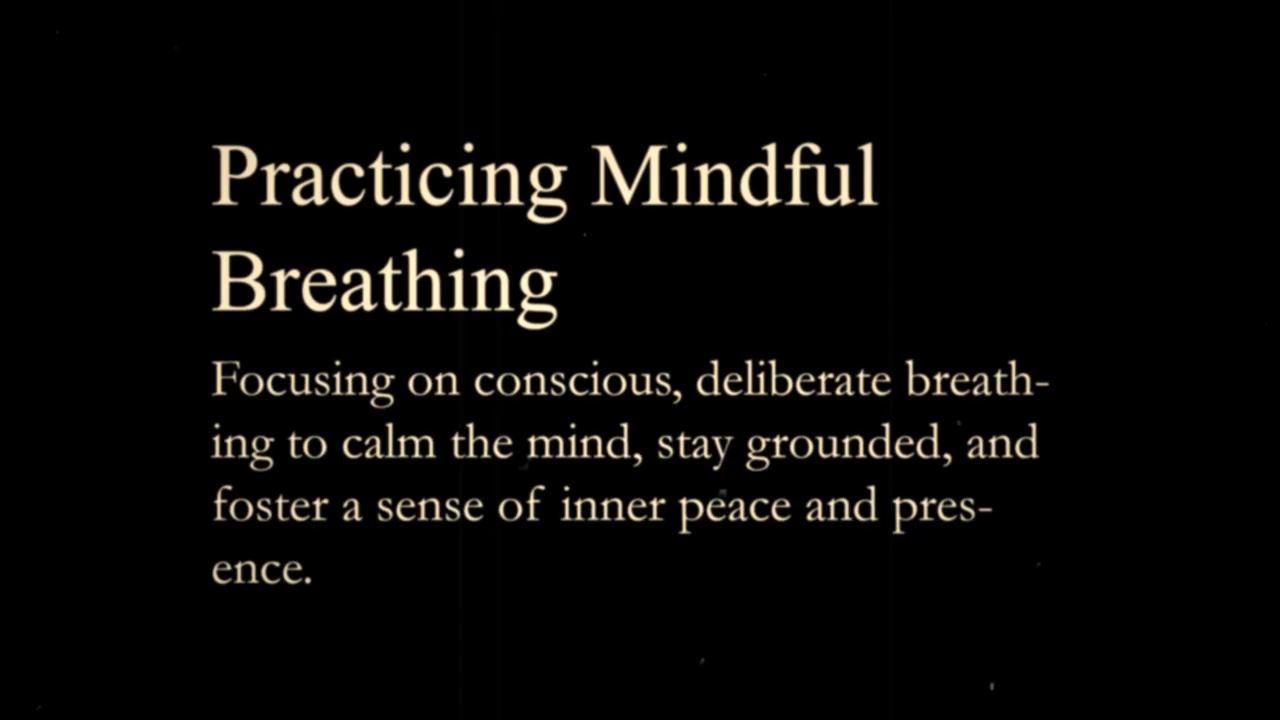 Practicing Mindful
Breathing
Focusing on conscious, deliberate breath-
ing to calm the mind, stay grounded, and
foster a sense of inner peace and pres-
ence.